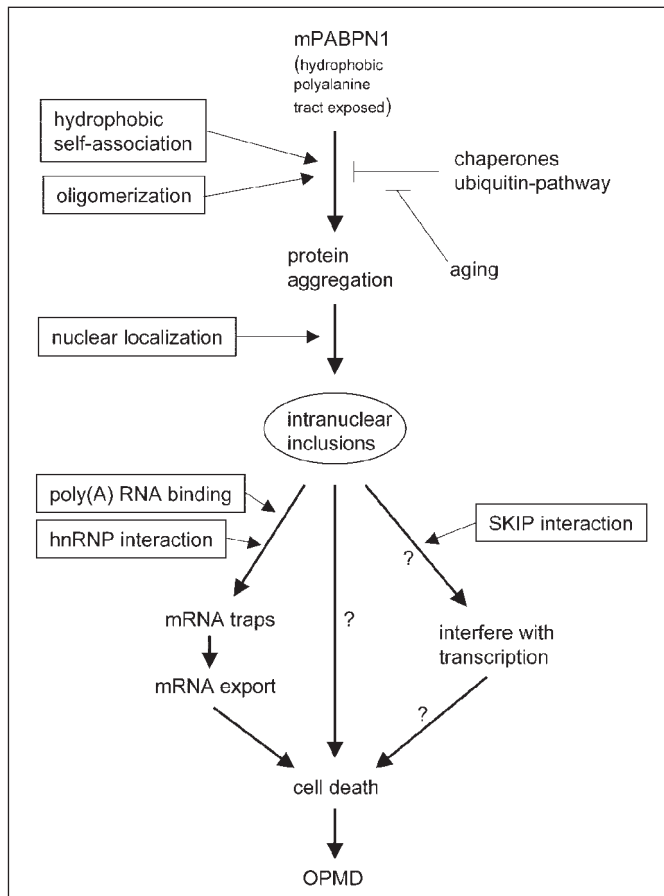 mPABPN1
(hydrophobic
polyalanine
tract exposed)
hydrophobic
self-association
oligomerization
chaperones
ubiquitin-pathway
protein
aggregation
aging
nuclear localization
intranuclear
inclusions
poly(A) RNA binding
hnRNP interaction
SKIP interaction
?
?
mRNA traps
interfere with
transcription
mRNA export
?
cell death
OPMD